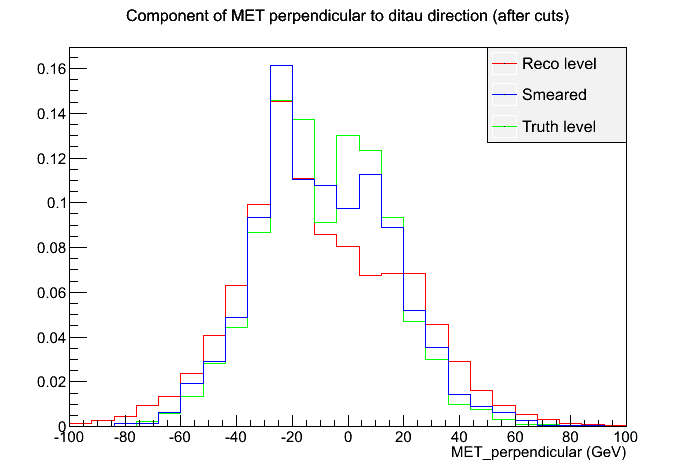 Component of MET perpendicular to ditau direction (after cuts)
Reco level
Smeared
Truth level
0.16
0.14
0.12
0.1
0.08
0.06
0.04
0.02
0
-100 -80 -60 -40 -20 0 20 40 60 80 100
MET_perpendicular (GeV)